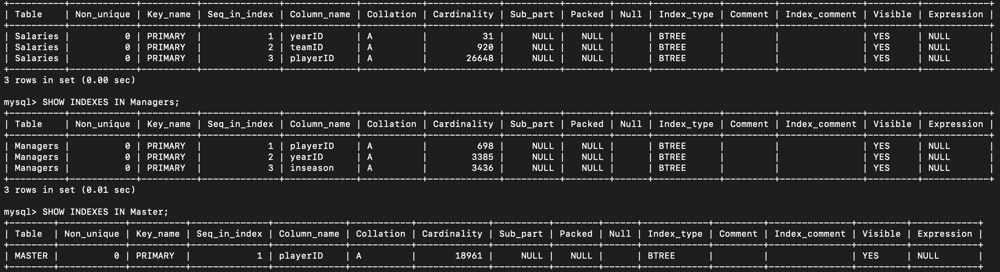 +-----------+------------+----------+--------------+-------------+-----------+-------------+----------+--------+------+------------+---------+---------------+---------+------------+
| Table     | Non_unique | Key_name | Seq_in_index | Column_name | Collation | Cardinality | Sub_part | Packed | Null | Index_type | Comment | Index_comment | Visible | Expression |
+-----------+------------+----------+--------------+-------------+-----------+-------------+----------+--------+------+------------+---------+---------------+---------+------------+
| Salaries |          0 | PRIMARY  |            1 | yearID      | A         |          31 |     NULL |   NULL |      | BTREE      |         |               | YES     | NULL       |
| Salaries |          0 | PRIMARY  |            2 | teamID      | A         |         920 |     NULL |   NULL |      | BTREE      |         |               | YES     | NULL       |
| Salaries |          0 | PRIMARY  |            3 | playerID    | A         |       26648 |     NULL |   NULL |      | BTREE      |         |               | YES     | NULL       |
+-----------+------------+----------+--------------+-------------+-----------+-------------+----------+--------+------+------------+---------+---------------+---------+------------+
3 rows in set (0.00 sec)
mysql> SHOW INDEXES IN Managers;
+-----------+------------+----------+--------------+-------------+-----------+-------------+----------+--------+------+------------+---------+---------------+---------+------------+
| Table     | Non_unique | Key_name | Seq_in_index | Column_name | Collation | Cardinality | Sub_part | Packed | Null | Index_type | Comment | Index_comment | Visible | Expression |
+-----------+------------+----------+--------------+-------------+-----------+-------------+----------+--------+------+------------+---------+---------------+---------+------------+
| Managers |          0 | PRIMARY  |            1 | playerID    | A         |         698 |     NULL |   NULL |      | BTREE      |         |               | YES     | NULL       |
| Managers |          0 | PRIMARY  |            2 | yearID      | A         |        3385 |     NULL |   NULL |      | BTREE      |         |               | YES     | NULL       |
| Managers |          0 | PRIMARY  |            3 | inseason    | A         |        3436 |     NULL |   NULL |      | BTREE      |         |               | YES     | NULL       |
+-----------+------------+----------+--------------+-------------+-----------+-------------+----------+--------+------+------------+---------+---------------+---------+------------+
3 rows in set (0.01 sec)
mysql> SHOW INDEXES IN Master;
+--------+------------+----------+--------------+-------------+-----------+-------------+----------+--------+------+------------+---------+---------------+---------+------------+
| Table  | Non_unique | Key_name | Seq_in_index | Column_name | Collation | Cardinality | Sub_part | Packed | Null | Index_type | Comment | Index_comment | Visible | Expression |
+--------+------------+----------+--------------+-------------+-----------+-------------+----------+--------+------+------------+---------+---------------+---------+------------+
| MASTER |          0 | PRIMARY  |            1 | playerID    | A         |       18961 |     NULL |   NULL |      | BTREE      |         |               | YES     | NULL       |
+--------+------------+----------+--------------+-------------+-----------+-------------+----------+--------+------+------------+---------+---------------+---------+------------+